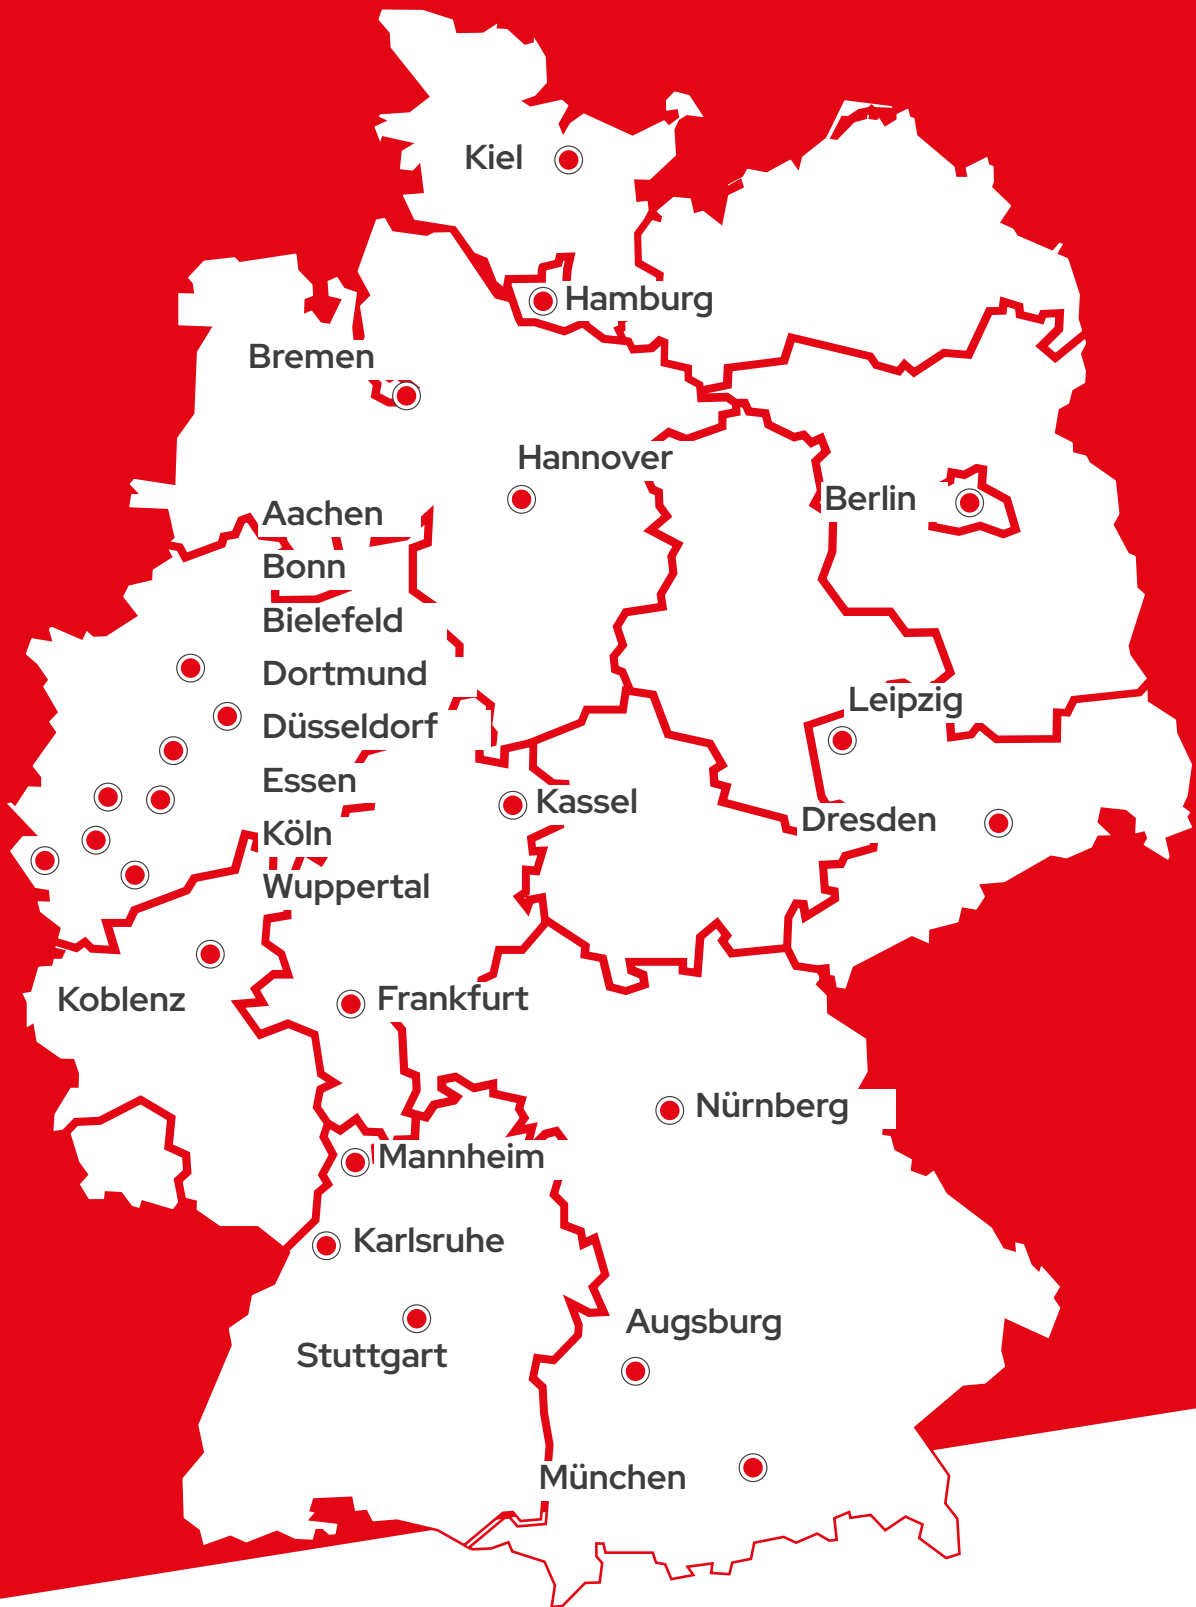 Kiel
Hamburg
Bremen
Hannover
Berlin
Aachen
Bonn
Bielefeld
Dortmund
Düsseldorf
Essen
Köln
Wuppertal
Leipzig
Kassel
Dresden
Koblenz
Frankfurt
Nürnberg
Mannheim
Karlsruhe
Stuttgart
Augsburg
München